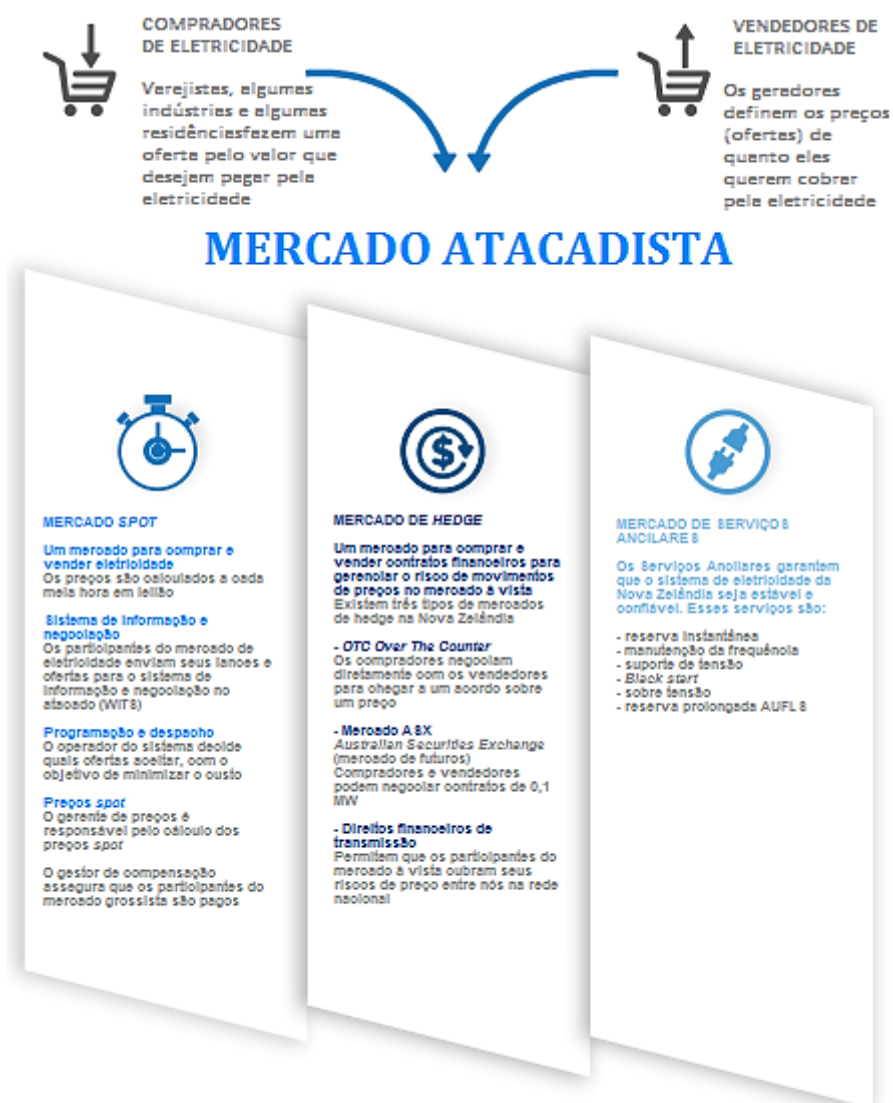 COMPRADORES
DE ELETRICIDADE
Varejistas, algumas
indústrias e algumas
residênciasfazem uma
oferta pelo valor que
desejam pagar pela
eletricidade
VENDEDORES DE
ELETRICIDADE
Os geradores
definem os preços
(ofertas) de
quanto eles
querem cobrar
pela eletricidade
MERCADO ATACADISTA
MERCADO SPOT
Um mercado para comprar e
vender eletricidade
Os preços são calculados a cada
meia hora em leilão
Sistema de informação e
negociação
Os participantes do mercado de
eletricidade enviam seus lances e
ofertas para o sistema de
informação e negociação no
atacado (WITS)
Programação e despacho
O operador do sistema decide
quais ofertas aceitar, com o
objetivo de minimizar o custo
Preços spot
O gerente de preços é
responsável pelo cálculo dos
preços spot
O gestor de compensação
assegura que os participantes do
mercado grossista são pagos
MERCADO DE HEDGE
Um mercado para comprar e
vender contratos financeiros para
gerenciar o risco de movimentos
de preços no mercado à vista
Existem três tipos de mercados
de hedge na Nova Zelândia
- OTC Over The Counter
Os compradores negociam
diretamente com os vendedores
para chegar a um acordo sobre
um preço
- Mercado ASX
Australian Securities Exchange
(mercado de futuros)
Compradores e vendedores
podem negociar contratos de 0,1
MW
- Direitos financeiros de
transmissão
Permitem que os participantes do
mercado à vista cubram seus
riscos de preço entre nós na rede
nacional
MERCADO DE SERVIÇOS
ANCILARES
Os Serviços Ancilares garantem
que o sistema de eletricidade da
Nova Zelândia seja estável e
confiável. Esses serviços são:
- reserva instantânea
- manutenção da frequência
- suporte de tensão
- Black start
- sobre tensão
- reserva prolongada AUFLS